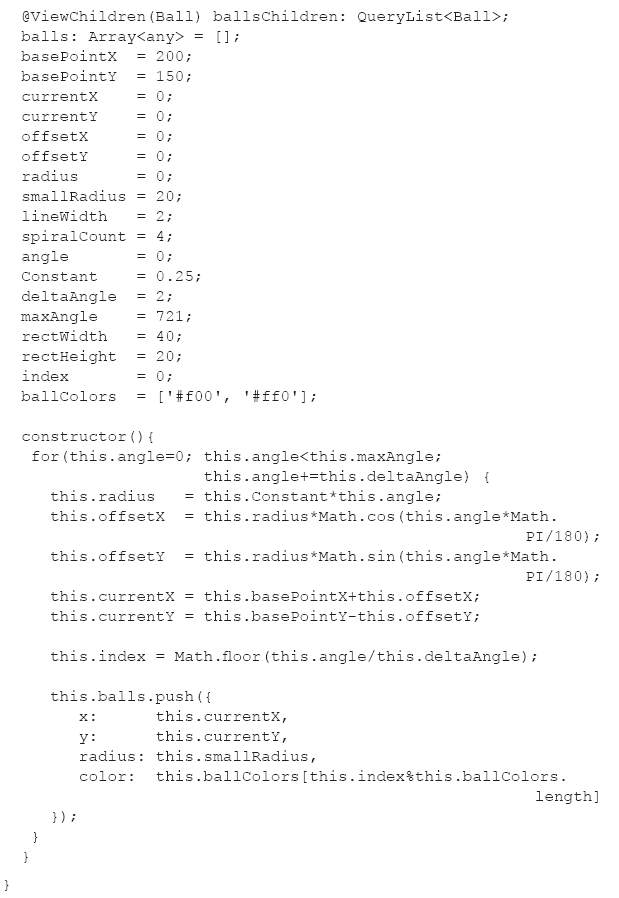 @ViewChildren(Ball) ballsChildren: QueryList<Ball>;
balls: Array<any> = [];
basePointX  = 200;
basePointY  = 150;
currentX    = 0;
currentY    = 0;
offsetX     = 0;
offsetY     = 0;
radius      = 0;
smallRadius = 20;
lineWidth   = 2;
spiralCount = 4;
angle       = 0;
Constant    = 0.25;
deltaAngle  = 2;
maxAngle    = 721;
rectWidth   = 40;
rectHeight  = 20;
index       = 0;
ballColors  = ['#f00', '#ff0'];
constructor(){
for(this.angle=0; this.angle<this.maxAngle;
this.angle+=this.deltaAngle) {
this.radius   = this.Constant*this.angle;
this.offsetX  = this.radius*Math.cos(this.angle*Math.
PI/180);
this.offsetY  = this.radius*Math.sin(this.angle*Math.
PI/180);
this.currentX = this.basePointX+this.offsetX;
this.currentY = this.basePointY-this.offsetY;
this.index = Math.floor(this.angle/this.deltaAngle);
this.balls.push({
x:      this.currentX,
y:      this.currentY,
radius: this.smallRadius,
color:  this.ballColors[this.index%this.ballColors.
length]
});
}
}
}